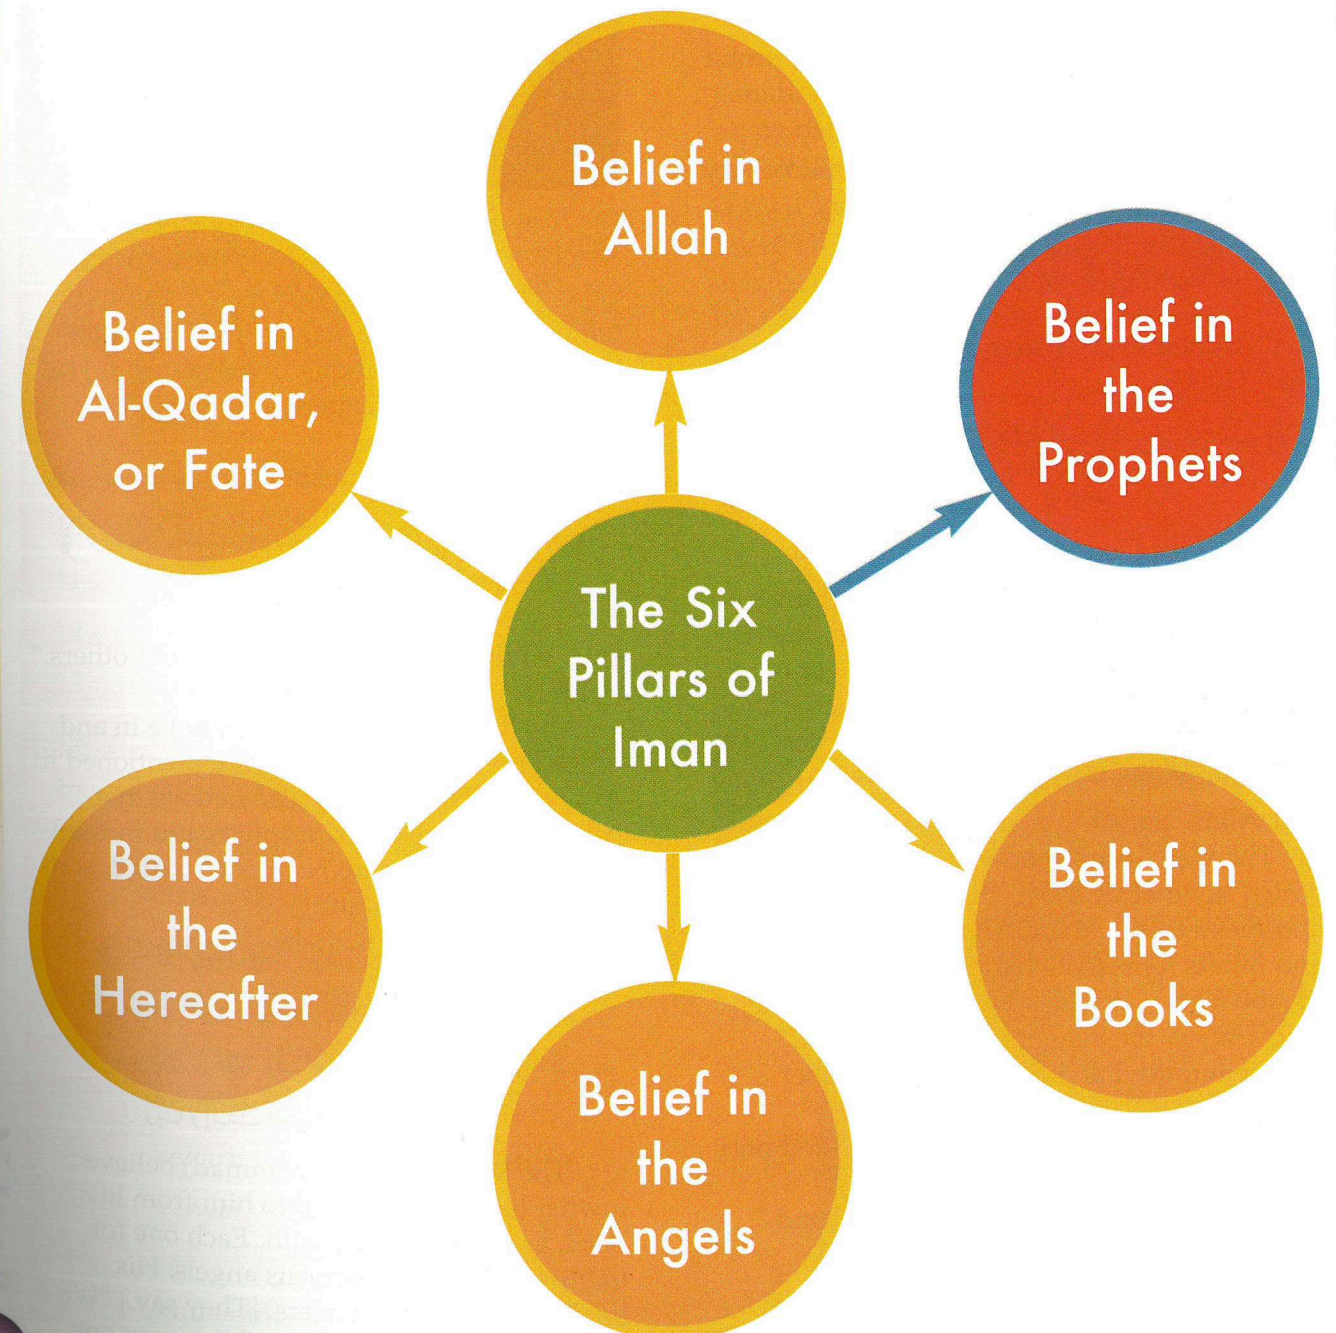 Belief in
Allah
Belief in
the
Prophets
Belief in
the
Books
Belief in
the
Angels
Belief in
the
Hereafter
Belief in
Al-Qadar,
or Fate
The Six
Pillars of
Iman